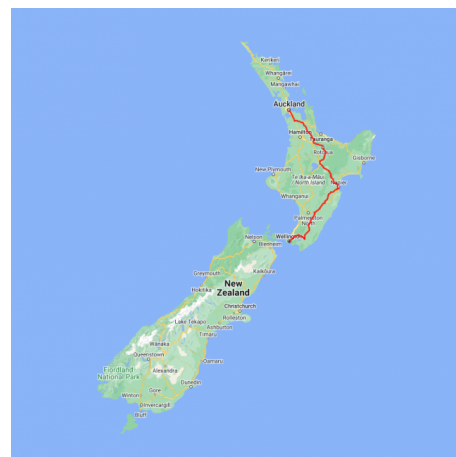 Kerikeri
Whangārei
Mangawhai
Auckland
Hamilton
Tauranga
Rotorua
Gisborne
New Plymouth
Te Ika-a-Māui
/ North Island
Napier
Whanganui
Palmerston
North
Wellington
Nelson
Blenheim
Greymouth
Kaikōura
Hokitika
New
Zealand
Christchurch
Rolleston
Lake Tekapo
Ashburton
Timaru
Wānaka
Queenstown
Oamaru
Fiordland
National Park
Alexandra
Dunedin
Gore
Winton
Invercargill
Bluff